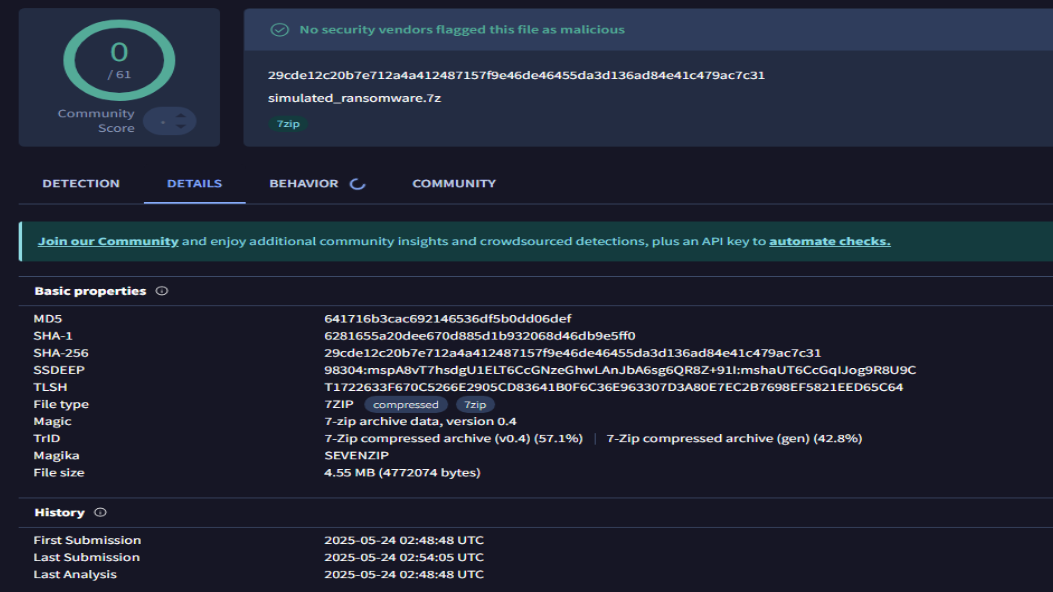 0
/ 61
Community
Score
-
No security vendors flagged this file as malicious
29cde12c20b7e712a4a412487157f9e46de46455da3d136ad84e41c479ac7c31
simulated_ransomware.7z
7zip
DETECTION DETAILS BEHAVIOR COMMUNITY
Join our Community and enjoy additional community insights and crowdsourced detections, plus an API key to automate checks.
Basic properties
MD5 641716b3cac692146536df5b0dd06def
SHA-1 6281655a20dee670d885d1b932068d46db9e5ff0
SHA-256 29cde12c20b7e712a4a412487157f9e46de46455da3d136ad84e41c479ac7c31
SSDEEP 98304:mspA8vT7hsdgU1ELT6CcGNzeGhwLAnJbA6sg6QR8Z+91I:mshaUT6CcGqIJog9R8U9C
TLSH T1722633F670C5266E2905CD83641B0F6C36E963307D3A80E7EC2B7698EF5821EED65C64
File type 7ZIP compressed 7zip
Magic 7-zip archive data, version 0.4
TrID 7-Zip compressed archive (v0.4) (57.1%) | 7-Zip compressed archive (gen) (42.8%)
Magika SEVENZIP
File size 4.55 MB (4772074 bytes)
History
First Submission 2025-05-24 02:48:48 UTC
Last Submission 2025-05-24 02:54:05 UTC
Last Analysis 2025-05-24 02:48:48 UTC